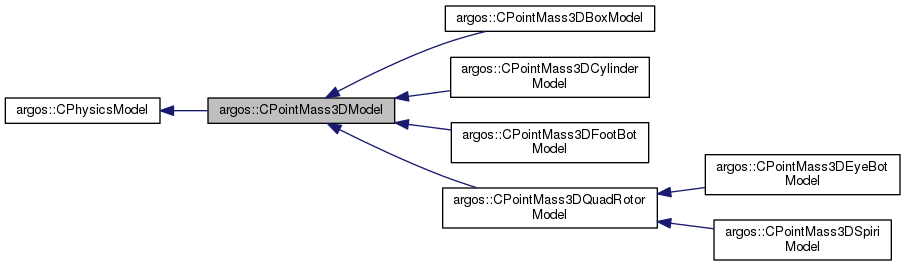 argos::CPhysicsModel
argos::CPointMass3DModel
argos::CPointMass3DBoxModel
argos::CPointMass3DCylinder
Model
argos::CPointMass3DFootBot
Model
argos::CPointMass3DQuadRotor
Model
argos::CPointMass3DEyeBot
Model
argos::CPointMass3DSpiri
Model